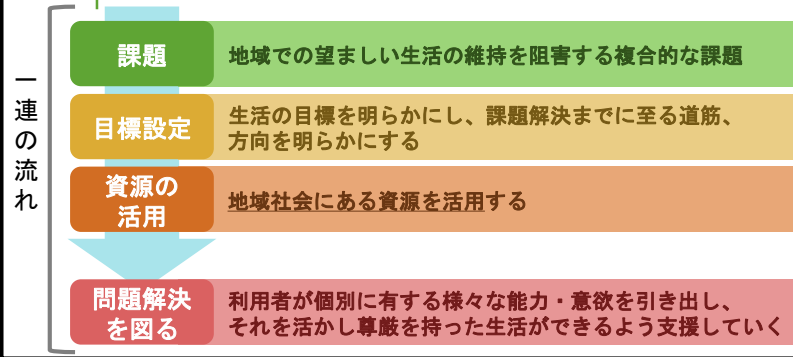 一連の流れ
課題
地域での望ましい生活の維持を阻害する複合的な課題
目標設定
生活の目標を明らかにし、課題解決までに至る道筋、
方向を明らかにする
資源の
活用
地域社会にある資源を活用する
問題解決
を図る
利用者が個別に有する様々な能力・意欲を引き出し、
それを活かし尊厳を持った生活ができるよう支援していく